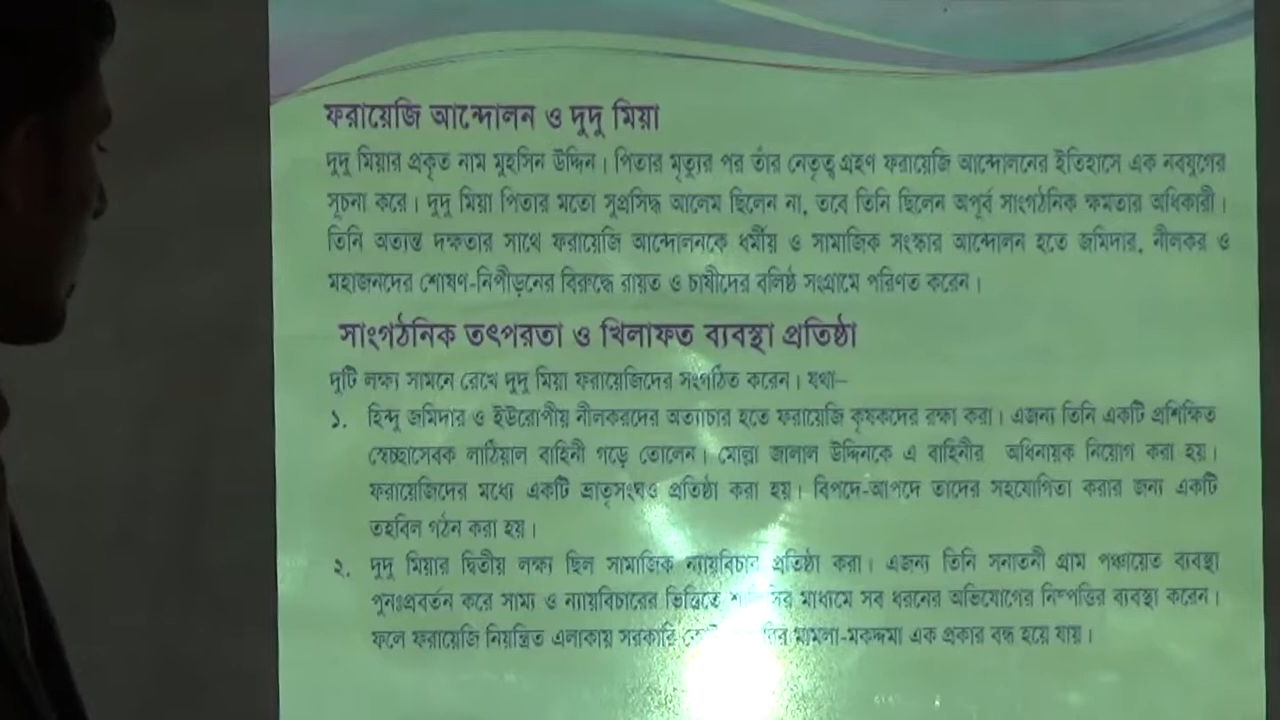 ফরায়েজি আন্দোলন ও দুদু মিয়া
দুদু মিয়ার প্রকৃত নাম মুহসিন উদ্দিন। পিতার মৃত্যুর পর তাঁর নেতৃত্ব গ্রহণ ফরায়েজি আন্দোলনের ইতিহাসে এক নবযুগের
সূচনা করে। দুদু মিয়া পিতার মতো সুপ্রসিদ্ধ আলেম ছিলেন না, তবে তিনি ছিলেন অপূর্ব সাংগঠনিক ক্ষমতার অধিকারী।
তিনি অত্যন্ত দক্ষতার সাথে ফরায়েজি আন্দোলনকে ধর্মীয় ও সামাজিক সংস্কার আন্দোলন হতে জমিদার, নীলকর ও
মহাজনদের শোষণ-নিপীড়নের বিরুদ্ধে রায়ত ও চাষীদের বলিষ্ঠ সংগ্রামে পরিণত করেন।
সাংগঠনিক তৎপরতা ও খিলাফত ব্যবস্থা প্রতিষ্ঠা
দুটি লক্ষ্য সামনে রেখে দুদু মিয়া ফরায়েজিদের সংগঠিত করেন। যথা–
১. হিন্দু জমিদার ও ইউরোপীয় নীলকরদের অত্যাচার হতে ফরায়েজি কৃষকদের রক্ষা করা। এজন্য তিনি একটি প্রশিক্ষিত
স্বেচ্ছাসেবক লাঠিয়াল বাহিনী গড়ে তোলেন। মোল্লা জালাল উদ্দিনকে এ বাহিনীর অধিনায়ক নিয়োগ করা হয়।
ফরায়েজিদের মধ্যে একটি ভ্রাতৃসংঘও প্রতিষ্ঠা করা হয়। বিপদে-আপদে তাদের সহযোগিতা করার জন্য একটি
তহবিল গঠন করা হয়।
২. দুদু মিয়ার দ্বিতীয় লক্ষ্য ছিল সামাজিক ন্যায়বিচার প্রতিষ্ঠা করা। এজন্য তিনি সনাতনী গ্রাম পঞ্চায়েত ব্যবস্থা
পুনঃপ্রবর্তন করে সাম্য ও ন্যায়বিচারের ভিত্তিতে মাধ্যমে সব ধরনের অভিযোগের নিষ্পত্তির ব্যবস্থা করেন।
ফলে ফরায়েজি নিয়ন্ত্রিত এলাকায় সরকারি মামলা-মকদ্দমা এক প্রকার বন্ধ হয়ে যায়।